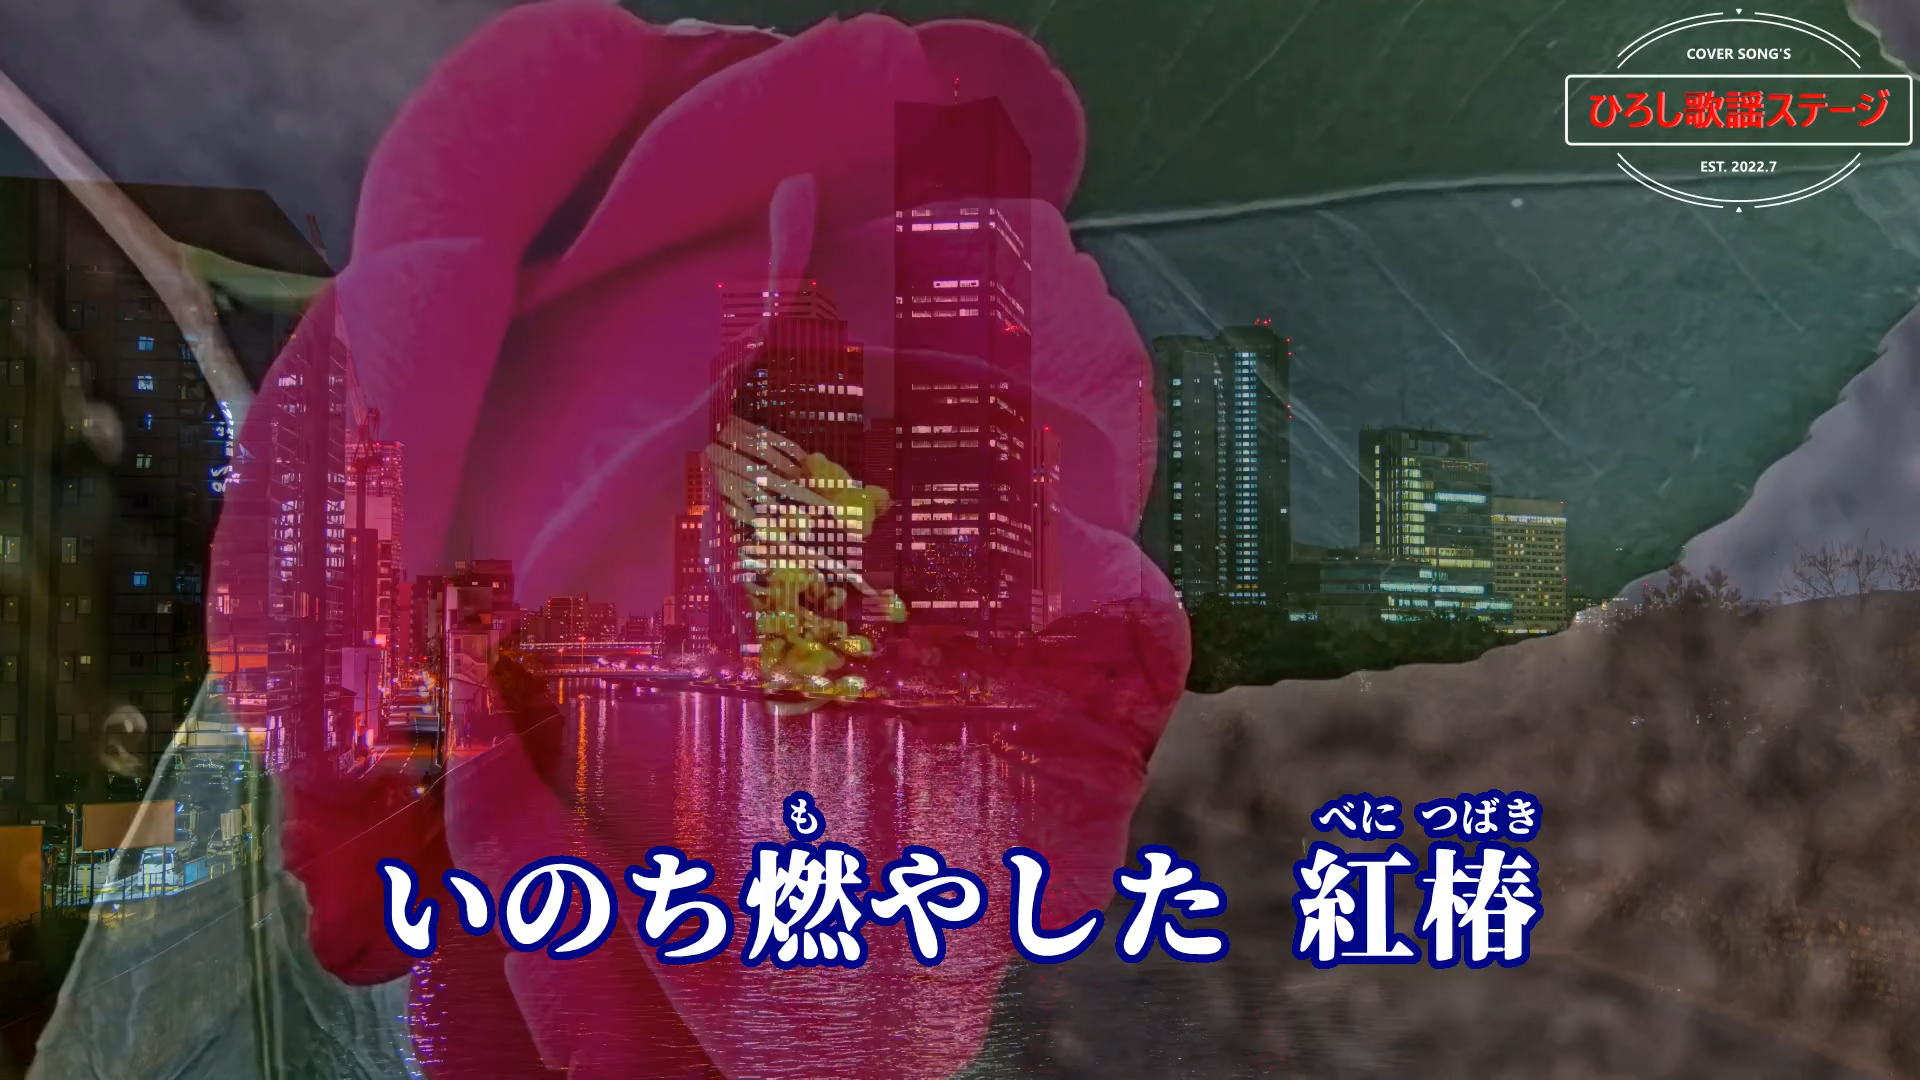 COVER SONG'S
ひろし歌謡ステージ
EST. 2022.7
も べに つばき
いのち燃やした 紅椿